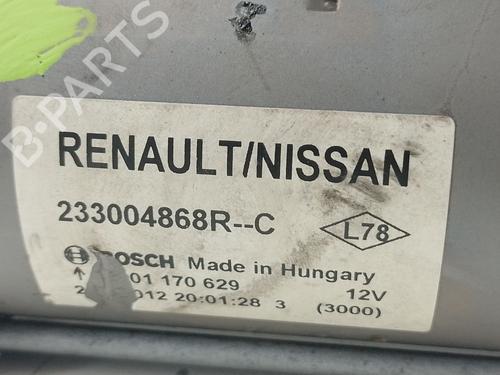 B-PARTS
RENAULT/NISSAN
233004868R--C
L78
BOSCH Made in Hungary
01 170 629 12V
012 20:01:28 3 (3000)